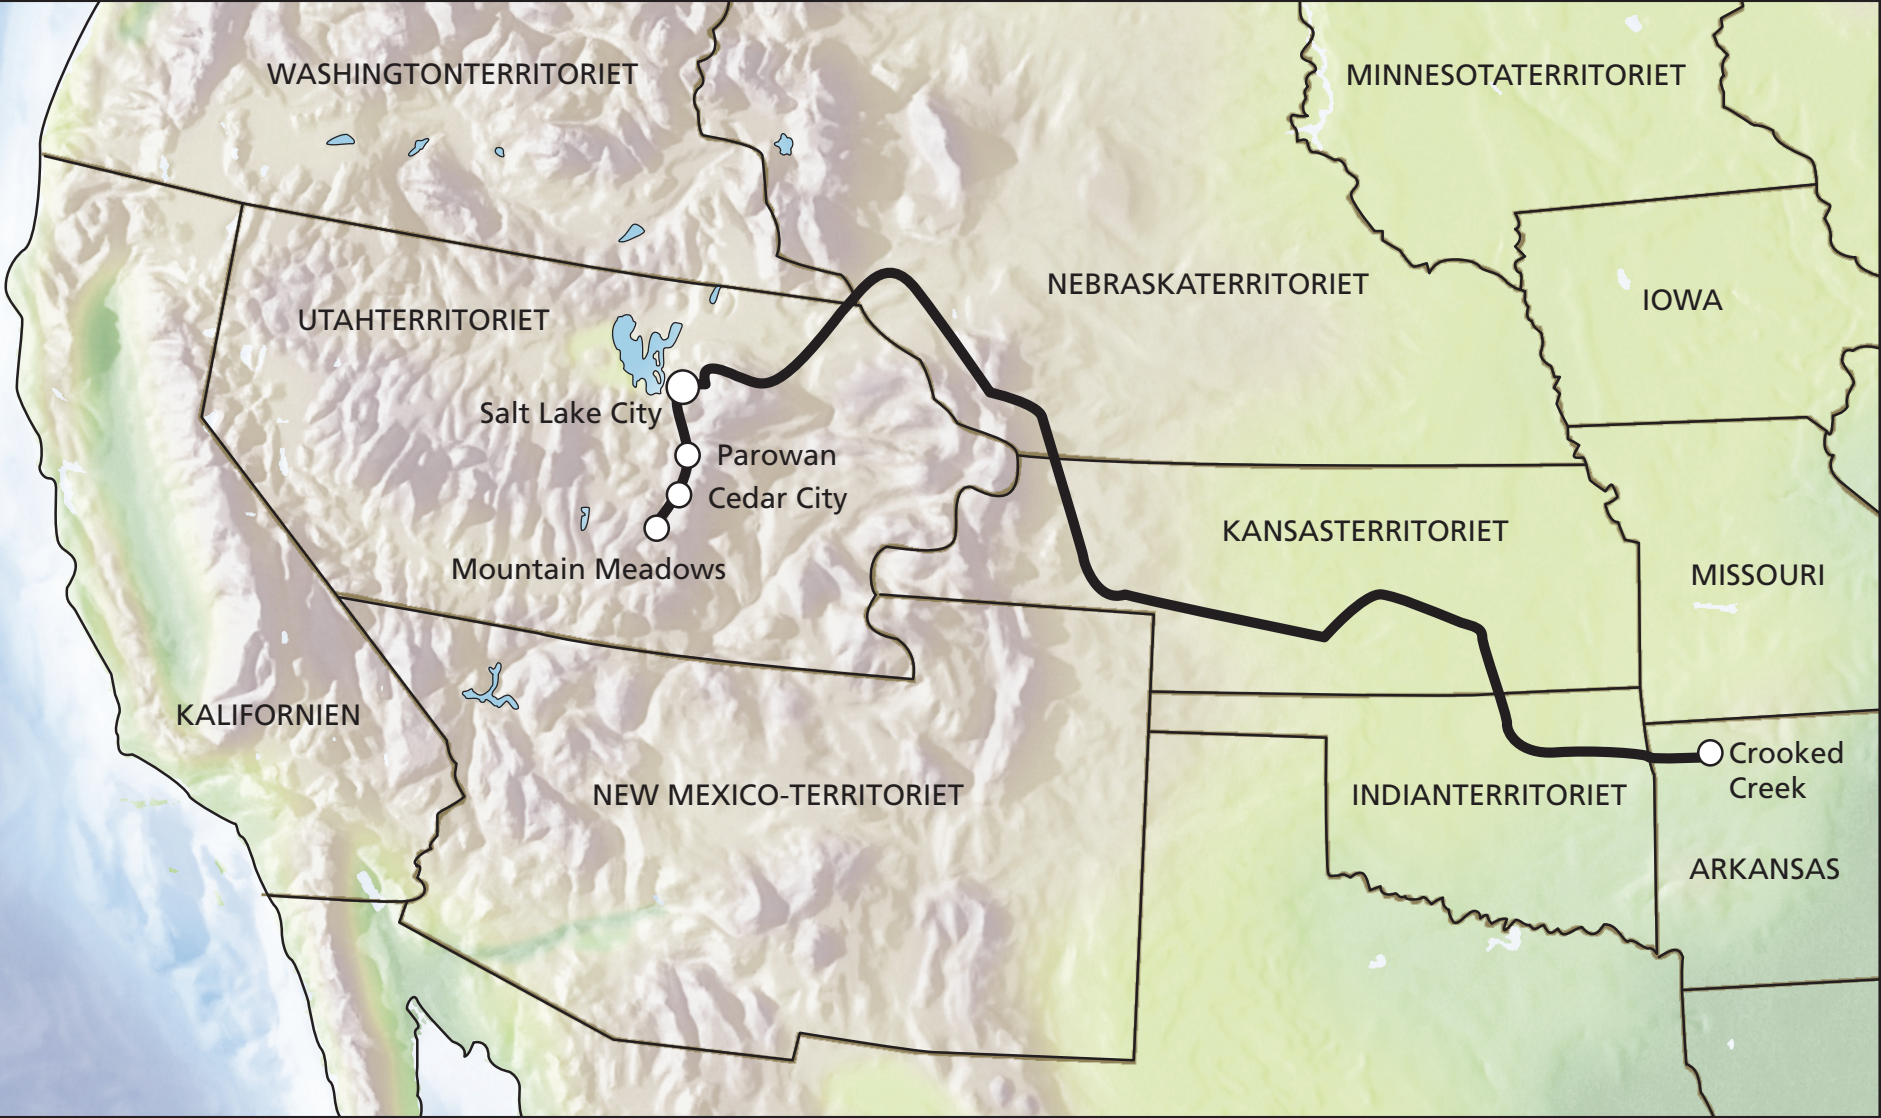 WASHINGTONTERRITORIET
MINNESOTATERRITORIET
NEBRASKATERRITORIET
IOWA
UTAHTERRITORIET
Salt Lake City
Parowan
Cedar City
Mountain Meadows
KANSASTERRITORIET
MISSOURI
KALIFORNIEN
NEW MEXICO-TERRITORIET
INDIANTERRITORIET
Crooked
Creek
ARKANSAS